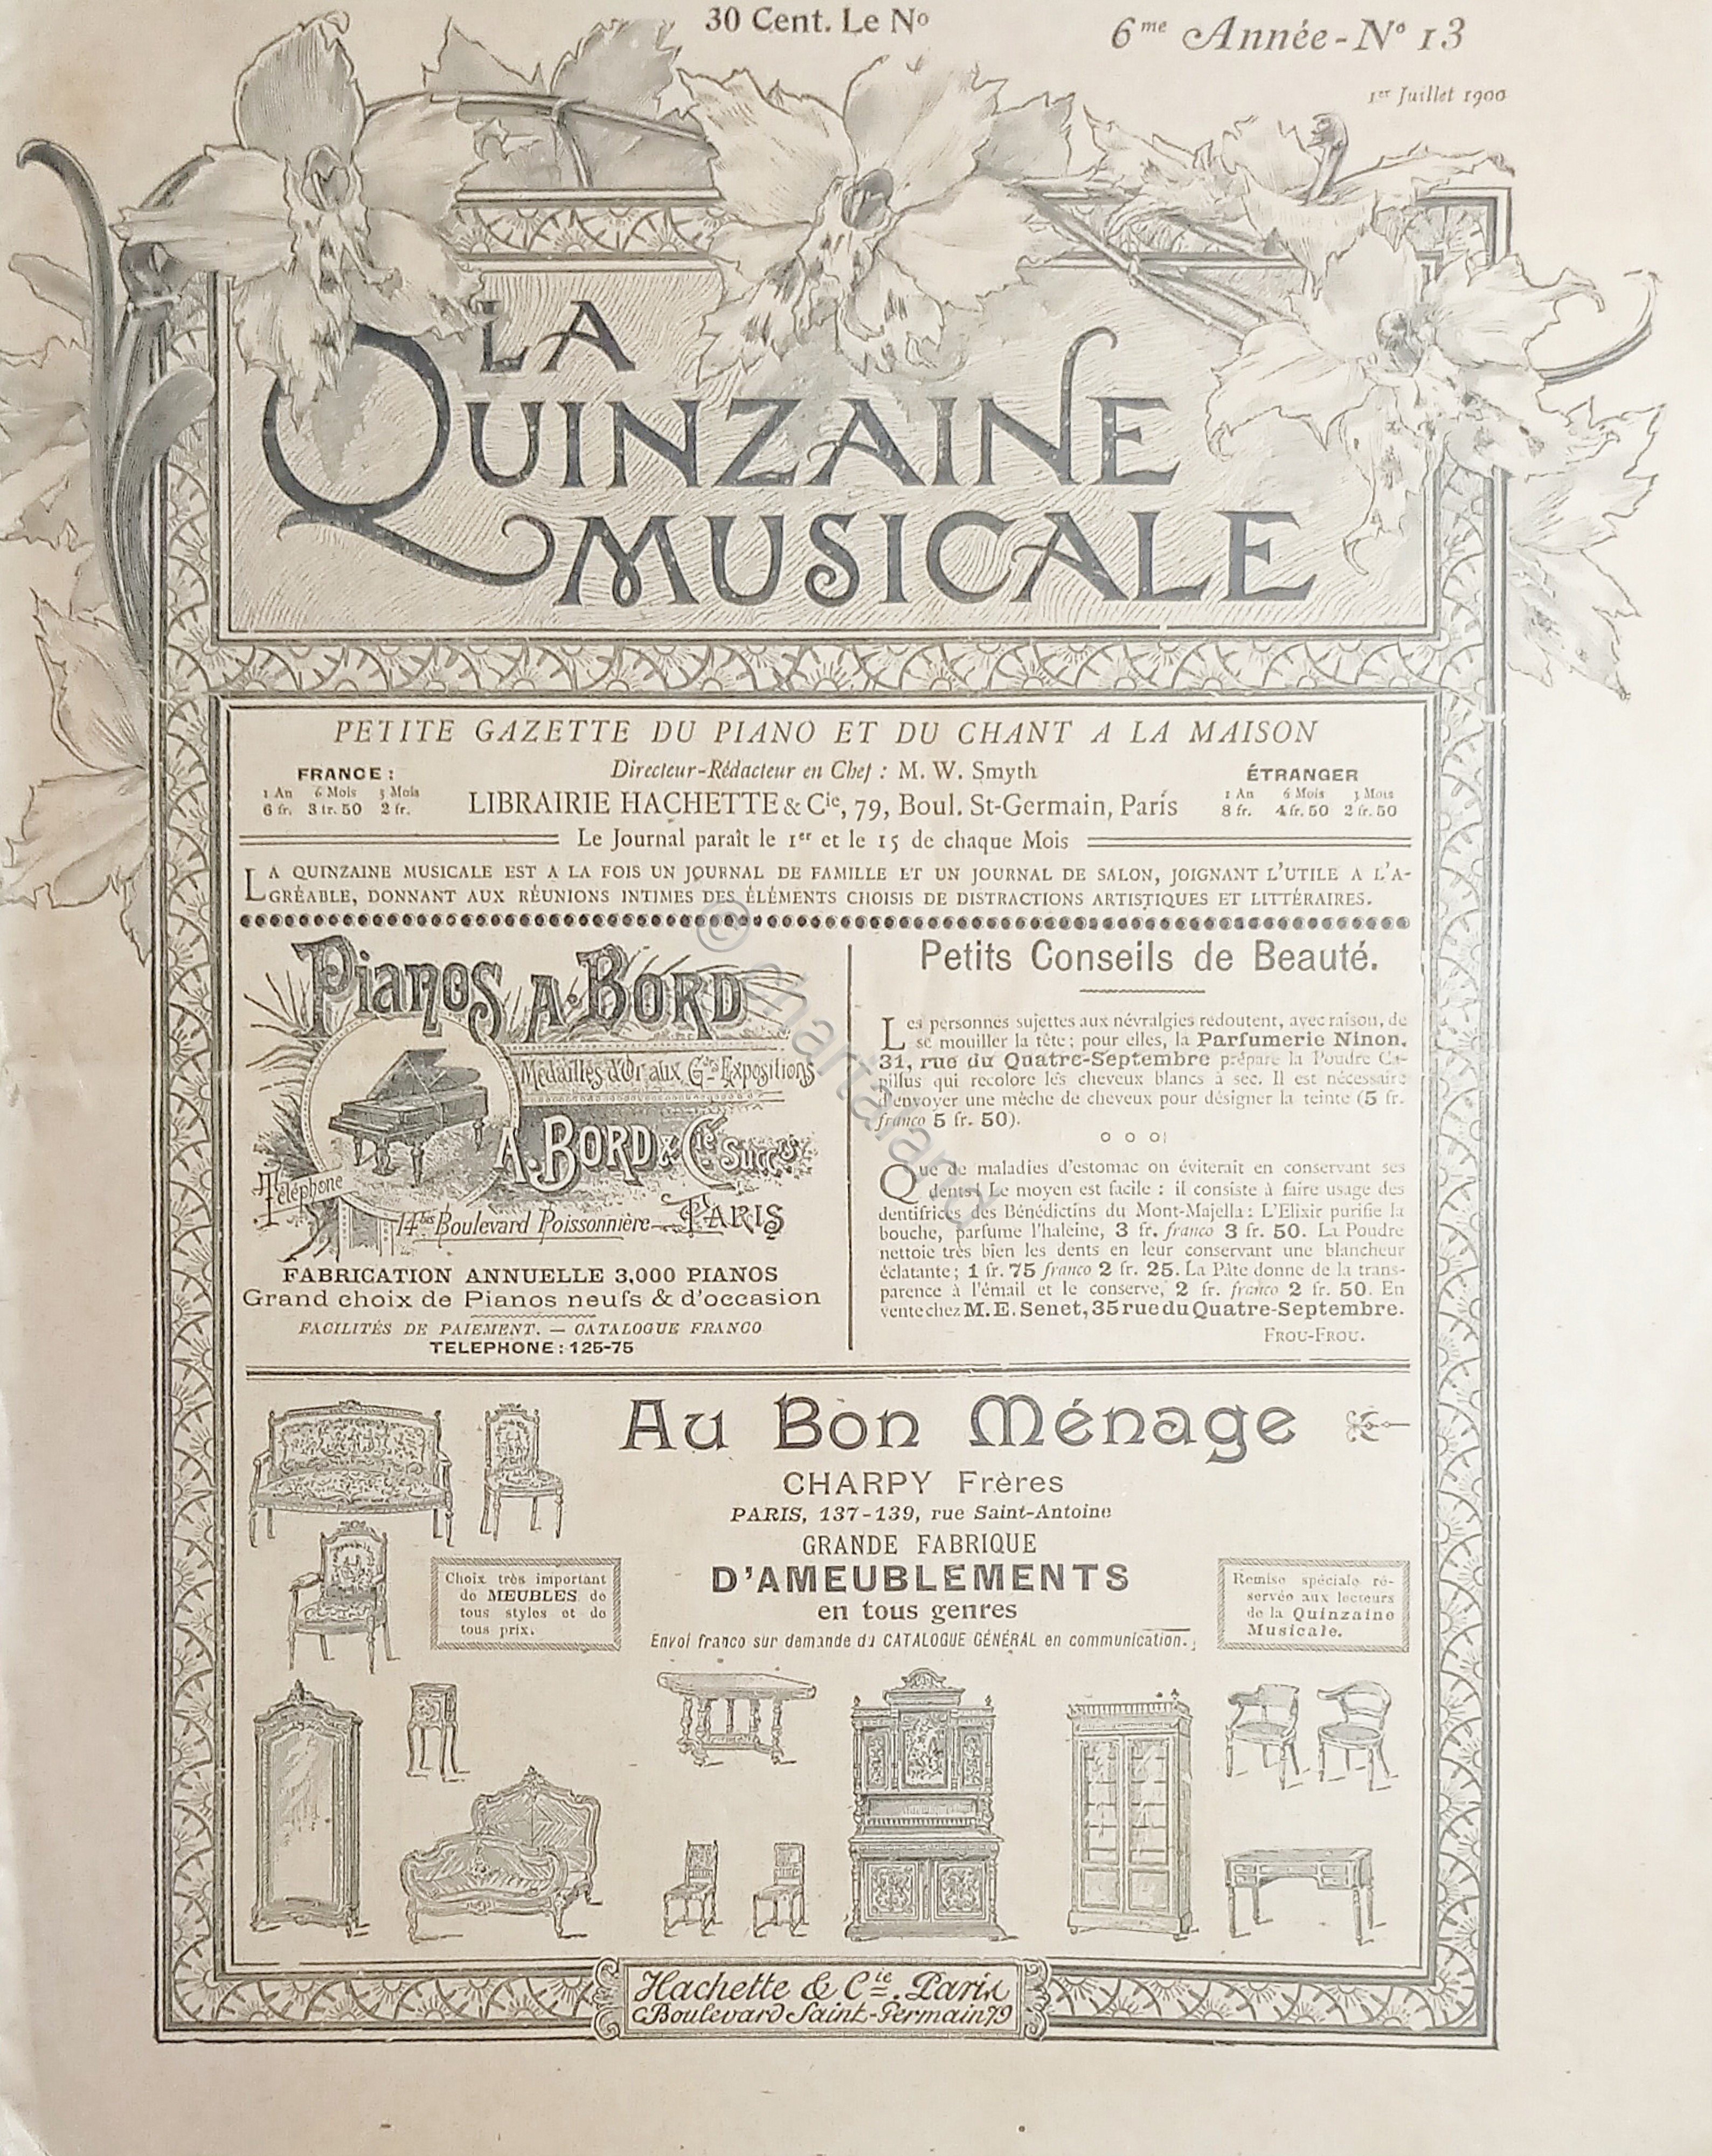 30 Cent. Le Nº
6me Année - Nº 13
1er Juillet 1900
LA
QUINZAINE
MUSICALE
PETITE GAZETTE DU PIANO ET DU CHANT A LA MAISON
FRANCE :
1 An 6 Mois 3 Mois
6 fr. 3 fr. 50 2 fr.
Directeur-Rédacteur en Chef : M. W. Smyth
LIBRAIRIE HACHETTE & Cie, 79, Boul. St-Germain, Paris
ÉTRANGER
1 An 6 Mois 3 Mois
8 fr. 4 fr. 50 2 fr. 50
Le Journal paraît le 1er et le 15 de chaque Mois
LA QUINZAINE MUSICALE EST A LA FOIS UN JOURNAL DE FAMILLE ET UN JOURNAL DE SALON, JOIGNANT L'UTILE A L'A-
GRÉABLE, DONNANT AUX RÉUNIONS INTIMES DES ÉLÉMENTS CHOISIS DE DISTRACTIONS ARTISTIQUES ET LITTÉRAIRES.
Pianos A. BORD
Médailles d'Or aux Gdes Expositions
A. BORD & Cie Succrs
Téléphone
14bis Boulevard Poissonnière - PARIS
FABRICATION ANNUELLE 3,000 PIANOS
Grand choix de Pianos neufs & d'occasion
FACILITÉS DE PAIEMENT. — CATALOGUE FRANCO
TELEPHONE : 125-75
Petits Conseils de Beauté.
Les personnes sujettes aux névralgies redoutent, avec raison, de
se mouiller la tête ; pour elles, la Parfumerie Ninon,
31, rue du Quatre-Septembre prépare la Poudre Ca-
pillus qui recolore les cheveux blancs à sec. Il est nécessaire
d'envoyer une mèche de cheveux pour désigner la teinte (5 fr.
franco 5 fr. 50).
o o o
Que de maladies d'estomac on éviterait en conservant ses
dents ! Le moyen est facile : il consiste à faire usage des
dentifrices des Bénédictins du Mont-Majella : L'Elixir purifie la
bouche, parfume l'haleine, 3 fr. franco 3 fr. 50. La Poudre
nettoie très bien les dents en leur conservant une blancheur
éclatante ; 1 fr. 75 franco 2 fr. 25. La Pâte donne de la trans-
parence à l'émail et le conserve, 2 fr. franco 2 fr. 50. En
vente chez M. E. Senet, 35 rue du Quatre-Septembre.
FROU-FROU.
Au Bon Ménage
CHARPY Frères
PARIS, 137-139, rue Saint-Antoine
GRANDE FABRIQUE
D'AMEUBLEMENTS
en tous genres
Envoi franco sur demande du CATALOGUE GÉNÉRAL en communication.
Choix très important
de MEUBLES de
tous styles et de
tous prix.
Remise spéciale ré-
servée aux lecteurs
de la Quinzaine
Musicale.
Hachette & Cie. Paris
Boulevard Saint-Germain 79
© chartaland